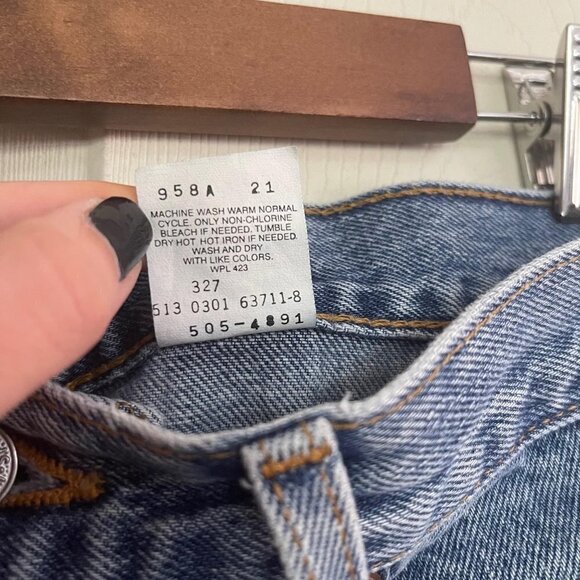 958A 21
MACHINE WASH WARM NORMAL
CYCLE. ONLY NON-CHLORINE
BLEACH IF NEEDED. TUMBLE
DRY HOT HOT IRON IF NEEDED.
WASH AND DRY
WITH LIKE COLORS.
WPL 423
327
513 0301 63711-8
505-4891